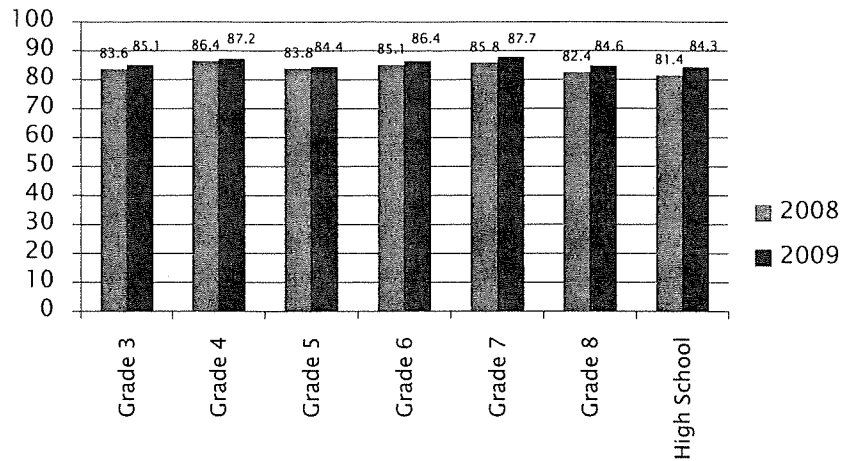 100
90
80
70
60
50
40
30
20
10
0
83.6 85.1 86.4 87.2 83.8 84.4 85.1 86.4 85.8 87.7 82.4 84.6 81.4 84.3
2008
2009
Grade 3
Grade 4
Grade 5
Grade 6
Grade 7
Grade 8
High School